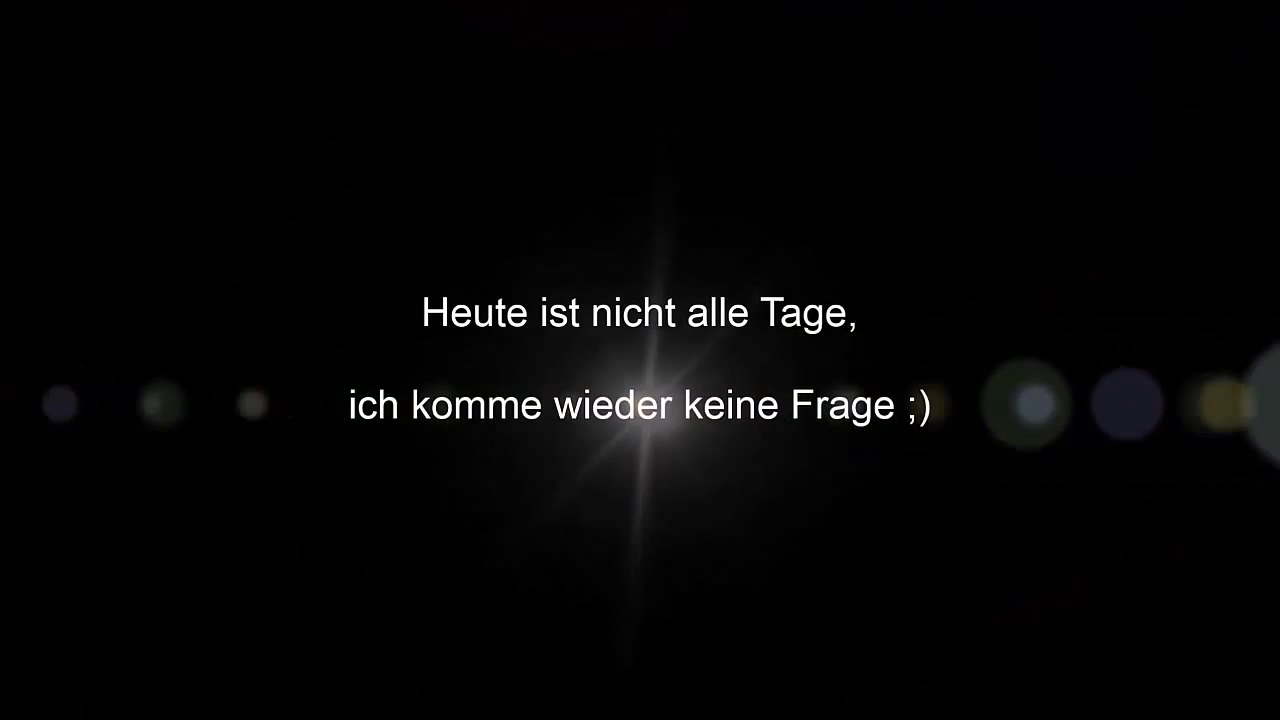 Heute ist nicht alle Tage,
ich komme wieder keine Frage ;)